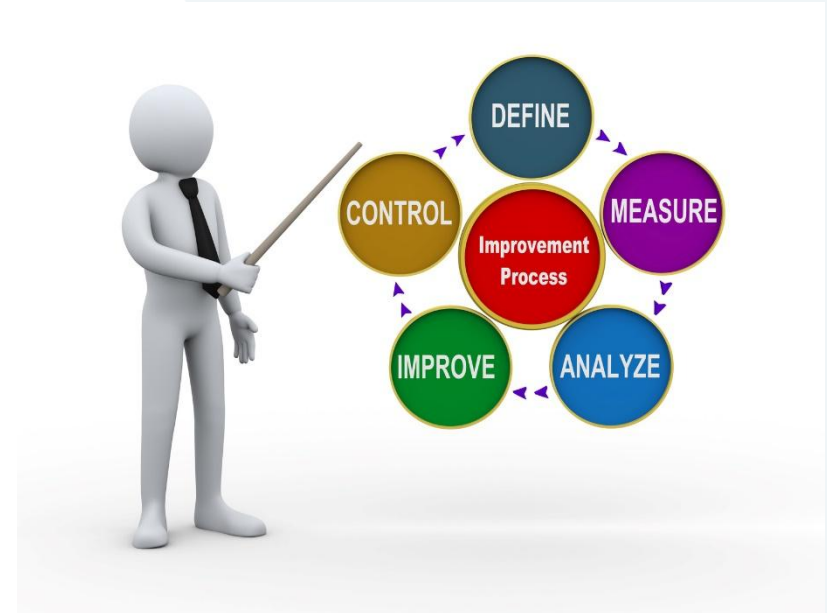 DEFINE
MEASURE
ANALYZE
IMPROVE
CONTROL
Improvement
Process